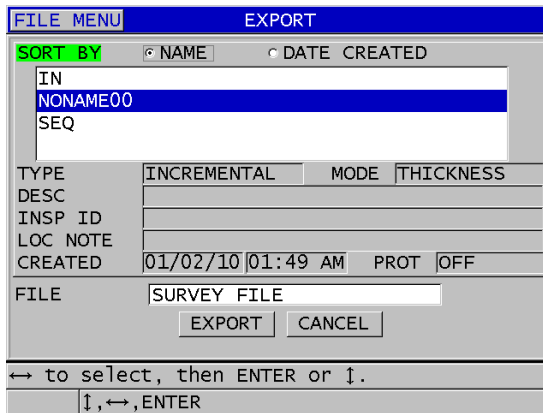 FILE MENU EXPORT
SORT BY NAME DATE CREATED
IN
NONAME00
SEQ
TYPE INCREMENTAL MODE THICKNESS
DESC
INSP ID
LOC NOTE
CREATED 01/02/10 01:49 AM PROT OFF
FILE SURVEY FILE
EXPORT CANCEL
↔ to select, then ENTER or ↕.
↕,↔,ENTER